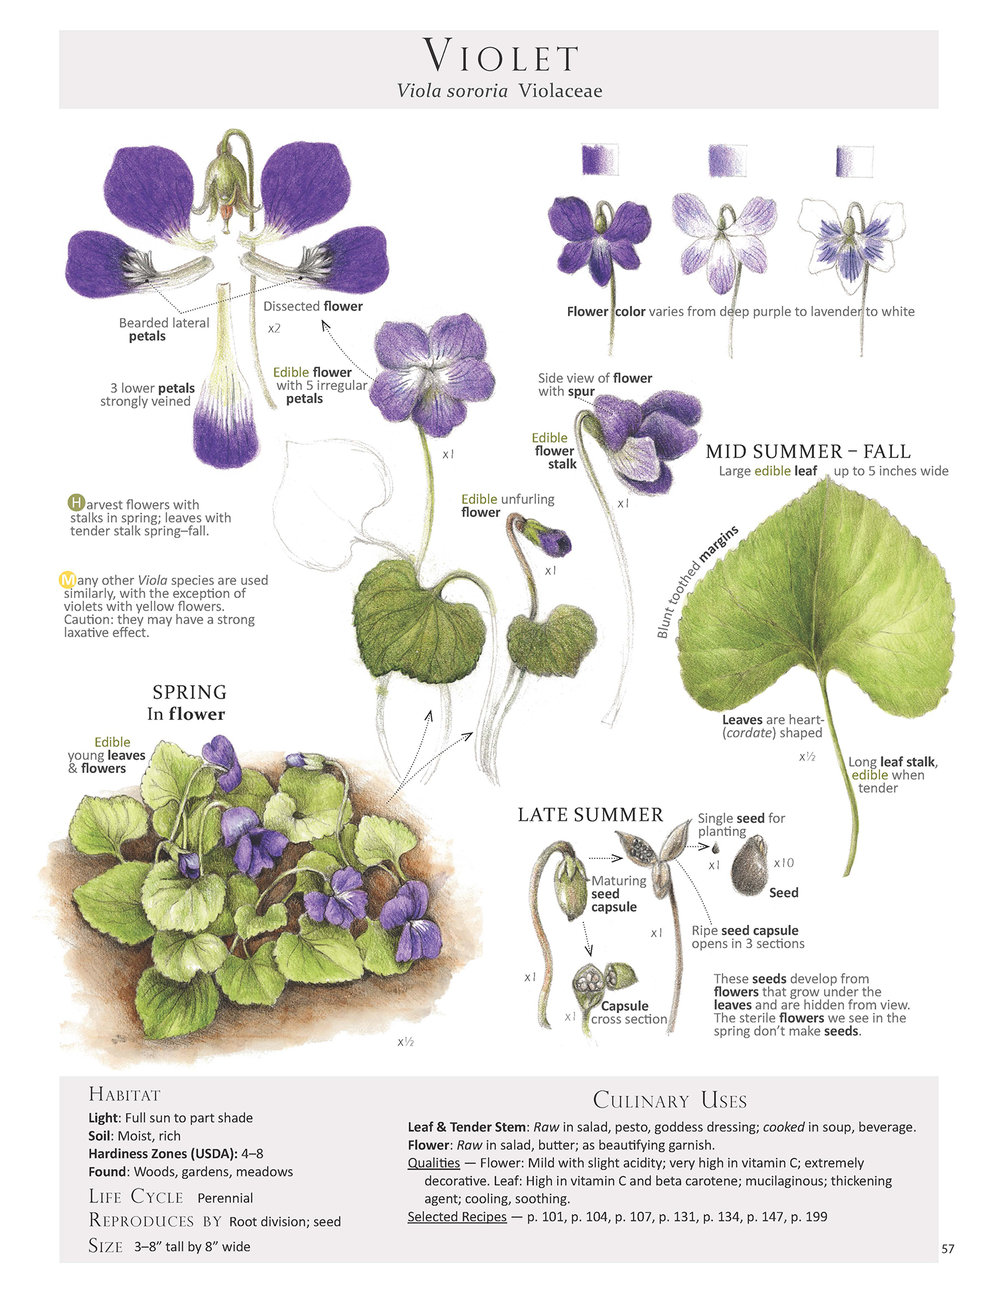 VIOLET
Viola sororia Violaceae
Dissected flower
x2
Bearded lateral
petals
3 lower petals
strongly veined
Edible flower
with 5 irregular
petals
x1
Flower color varies from deep purple to lavender to white
Side view of flower
with spur
Edible
flower
stalk
x1
Edible unfurling
flower
x1
MID SUMMER – FALL
Large edible leaf up to 5 inches wide
Blunt toothed margins
Leaves are heart-
(cordate) shaped
x½
Long leaf stalk,
edible when
tender
Harvest flowers with
stalks in spring; leaves with
tender stalk spring–fall.
Many other Viola species are used
similarly, with the exception of
violets with yellow flowers.
Caution: they may have a strong
laxative effect.
SPRING
In flower
Edible
young leaves
& flowers
x½
LATE SUMMER
Single seed for
planting
x1
x10
Seed
Maturing
seed
capsule
x1
Ripe seed capsule
opens in 3 sections
x1
Capsule
cross section
x1
These seeds develop from
flowers that grow under the
leaves and are hidden from view.
The sterile flowers we see in the
spring don't make seeds.
HABITAT
Light: Full sun to part shade
Soil: Moist, rich
Hardiness Zones (USDA): 4–8
Found: Woods, gardens, meadows
LIFE CYCLE Perennial
REPRODUCES BY Root division; seed
SIZE 3–8" tall by 8" wide
CULINARY USES
Leaf & Tender Stem: Raw in salad, pesto, goddess dressing; cooked in soup, beverage.
Flower: Raw in salad, butter; as beautifying garnish.
Qualities — Flower: Mild with slight acidity; very high in vitamin C; extremely
decorative. Leaf: High in vitamin C and beta carotene; mucilaginous; thickening
agent; cooling, soothing.
Selected Recipes — p. 101, p. 104, p. 107, p. 131, p. 134, p. 147, p. 199
57